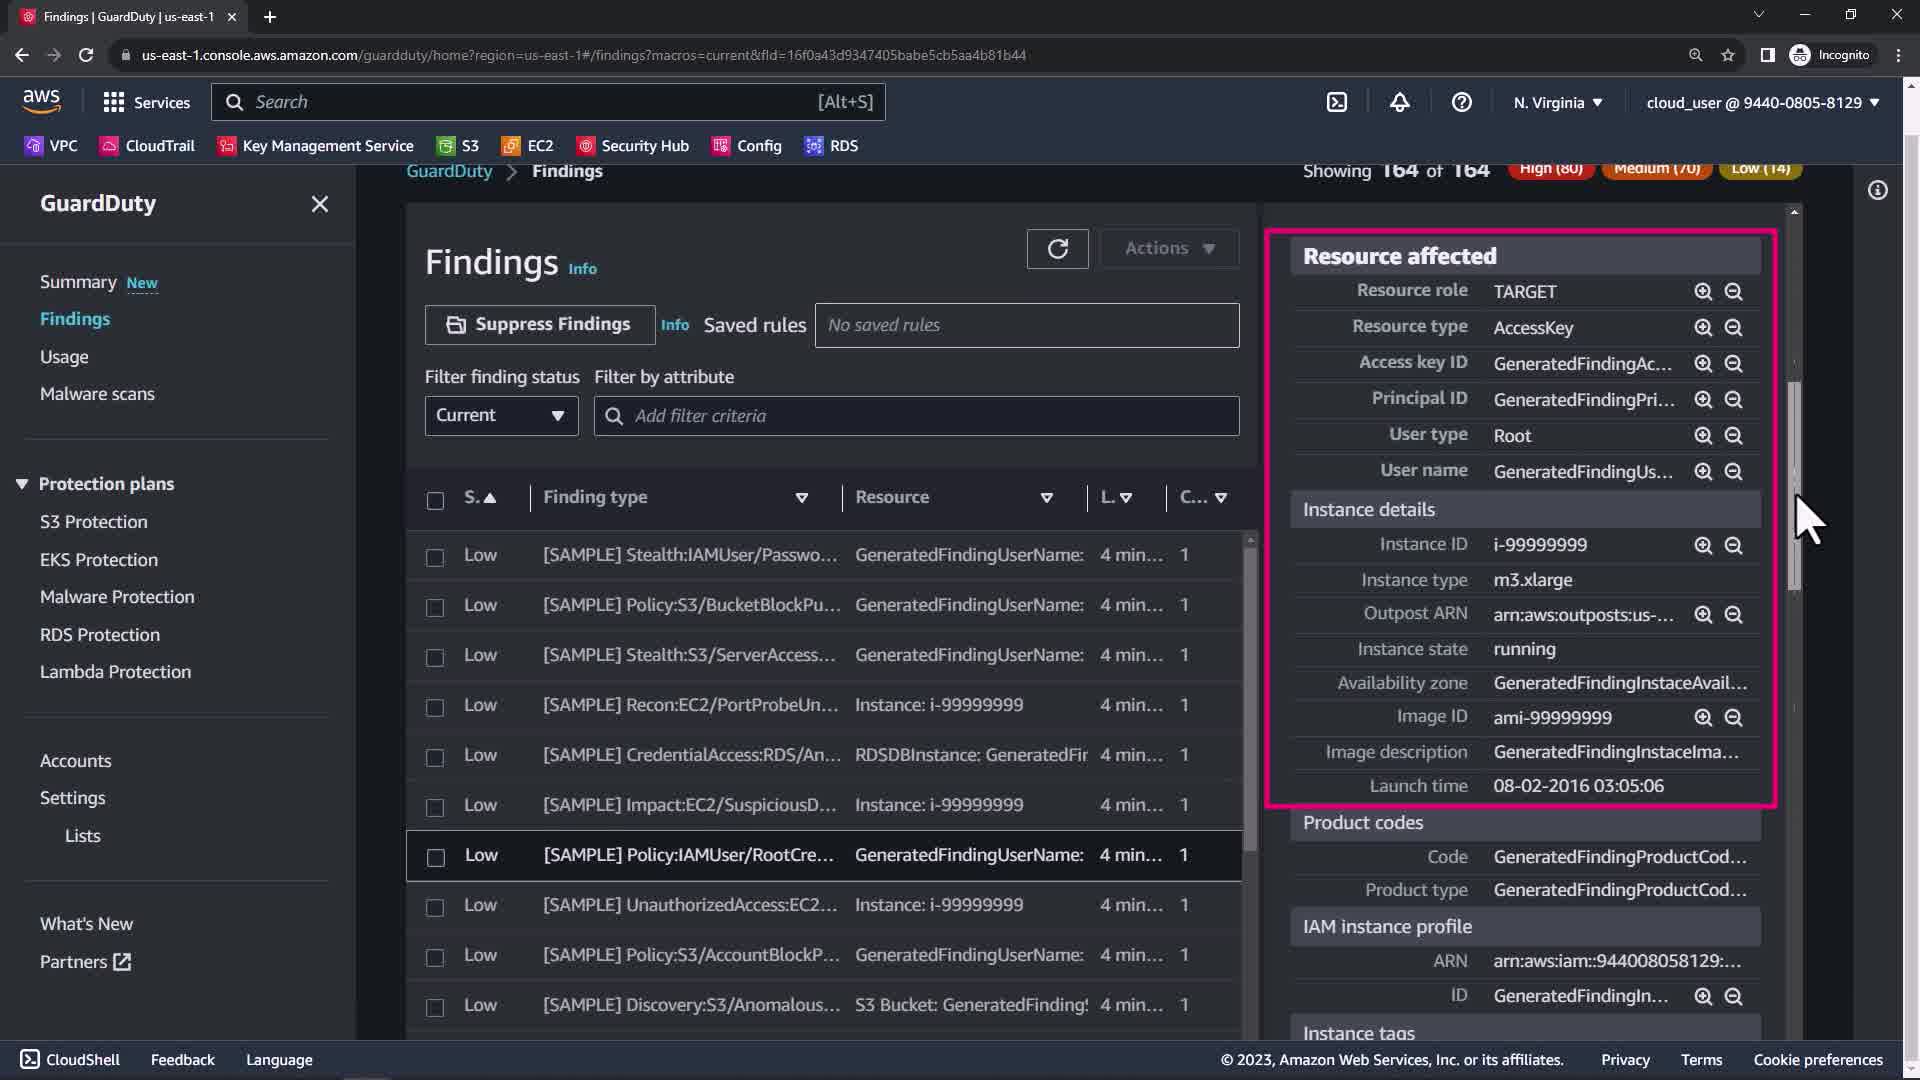 Findings | GuardDuty | us-east-1
us-east-1.console.aws.amazon.com/guardduty/home?region=us-east-1#/findings?macros=current&fId=16f0a43d9347405babe5cb5aa4b81b44
Incognito
aws
Services
Search
[Alt+S]
N. Virginia
cloud_user @ 9440-0805-8129
VPC
CloudTrail
Key Management Service
S3
EC2
Security Hub
Config
RDS
GuardDuty
Summary New
Findings
Usage
Malware scans
Protection plans
S3 Protection
EKS Protection
Malware Protection
RDS Protection
Lambda Protection
Accounts
Settings
Lists
What's New
Partners
GuardDuty > Findings
Showing 164 of 164
High (80)
Medium (70)
Low (14)
Findings Info
Actions
Suppress Findings
Info
Saved rules
No saved rules
Filter finding status
Filter by attribute
Current
Add filter criteria
S.
Finding type
Resource
L.
C...
Low [SAMPLE] Stealth:IAMUser/Passwo... GeneratedFindingUserName: 4 min... 1
Low [SAMPLE] Policy:S3/BucketBlockPu... GeneratedFindingUserName: 4 min... 1
Low [SAMPLE] Stealth:S3/ServerAccess... GeneratedFindingUserName: 4 min... 1
Low [SAMPLE] Recon:EC2/PortProbeUn... Instance: i-99999999 4 min... 1
Low [SAMPLE] CredentialAccess:RDS/An... RDSDBInstance: GeneratedFin 4 min... 1
Low [SAMPLE] Impact:EC2/SuspiciousD... Instance: i-99999999 4 min... 1
Low [SAMPLE] Policy:IAMUser/RootCre... GeneratedFindingUserName: 4 min... 1
Low [SAMPLE] UnauthorizedAccess:EC2... Instance: i-99999999 4 min... 1
Low [SAMPLE] Policy:S3/AccountBlockP... GeneratedFindingUserName: 4 min... 1
Low [SAMPLE] Discovery:S3/Anomalous... S3 Bucket: GeneratedFindingS 4 min... 1
Resource affected
Resource role TARGET
Resource type AccessKey
Access key ID GeneratedFindingAc...
Principal ID GeneratedFindingPri...
User type Root
User name GeneratedFindingUs...
Instance details
Instance ID i-99999999
Instance type m3.xlarge
Outpost ARN arn:aws:outposts:us-...
Instance state running
Availability zone GeneratedFindingInstaceAvail...
Image ID ami-99999999
Image description GeneratedFindingInstaceIma...
Launch time 08-02-2016 03:05:06
Product codes
Code GeneratedFindingProductCod...
Product type GeneratedFindingProductCod...
IAM instance profile
ARN arn:aws:iam::944008058129:...
ID GeneratedFindingIn...
Instance tags
CloudShell
Feedback
Language
© 2023, Amazon Web Services, Inc. or its affiliates.
Privacy
Terms
Cookie preferences